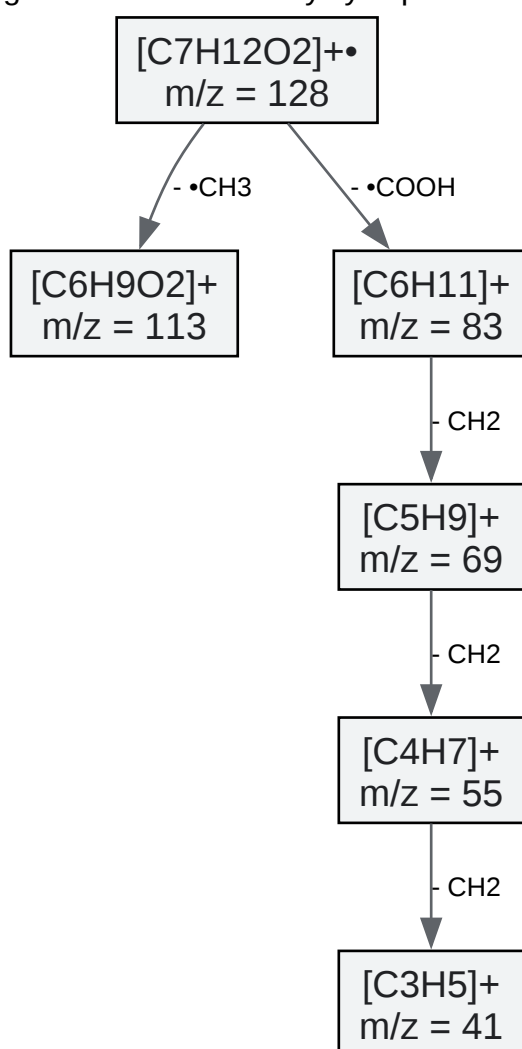 [C7H12O2]+•
m/z = 128
- •CH3
- •COOH
[C6H9O2]+
m/z = 113
[C6H11]+
m/z = 83
- CH2
[C5H9]+
m/z = 69
- CH2
[C4H7]+
m/z = 55
- CH2
[C3H5]+
m/z = 41